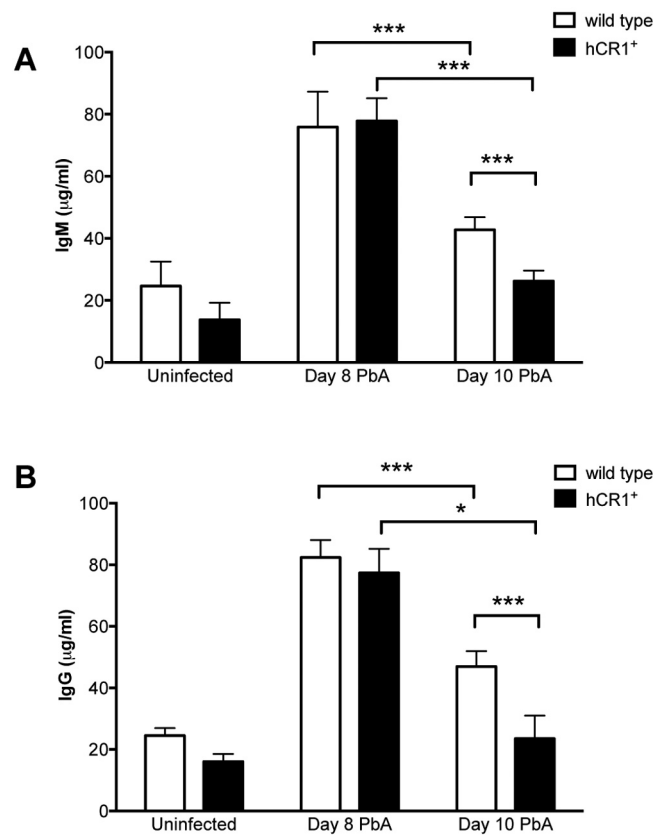 A
wild type
hCR1+
***
***
***
IgM (µg/ml)
100
80
60
40
20
0
Uninfected Day 8 PbA Day 10 PbA
B
wild type
hCR1+
***
*
***
IgG (µg/ml)
100
80
60
40
20
0
Uninfected Day 8 PbA Day 10 PbA